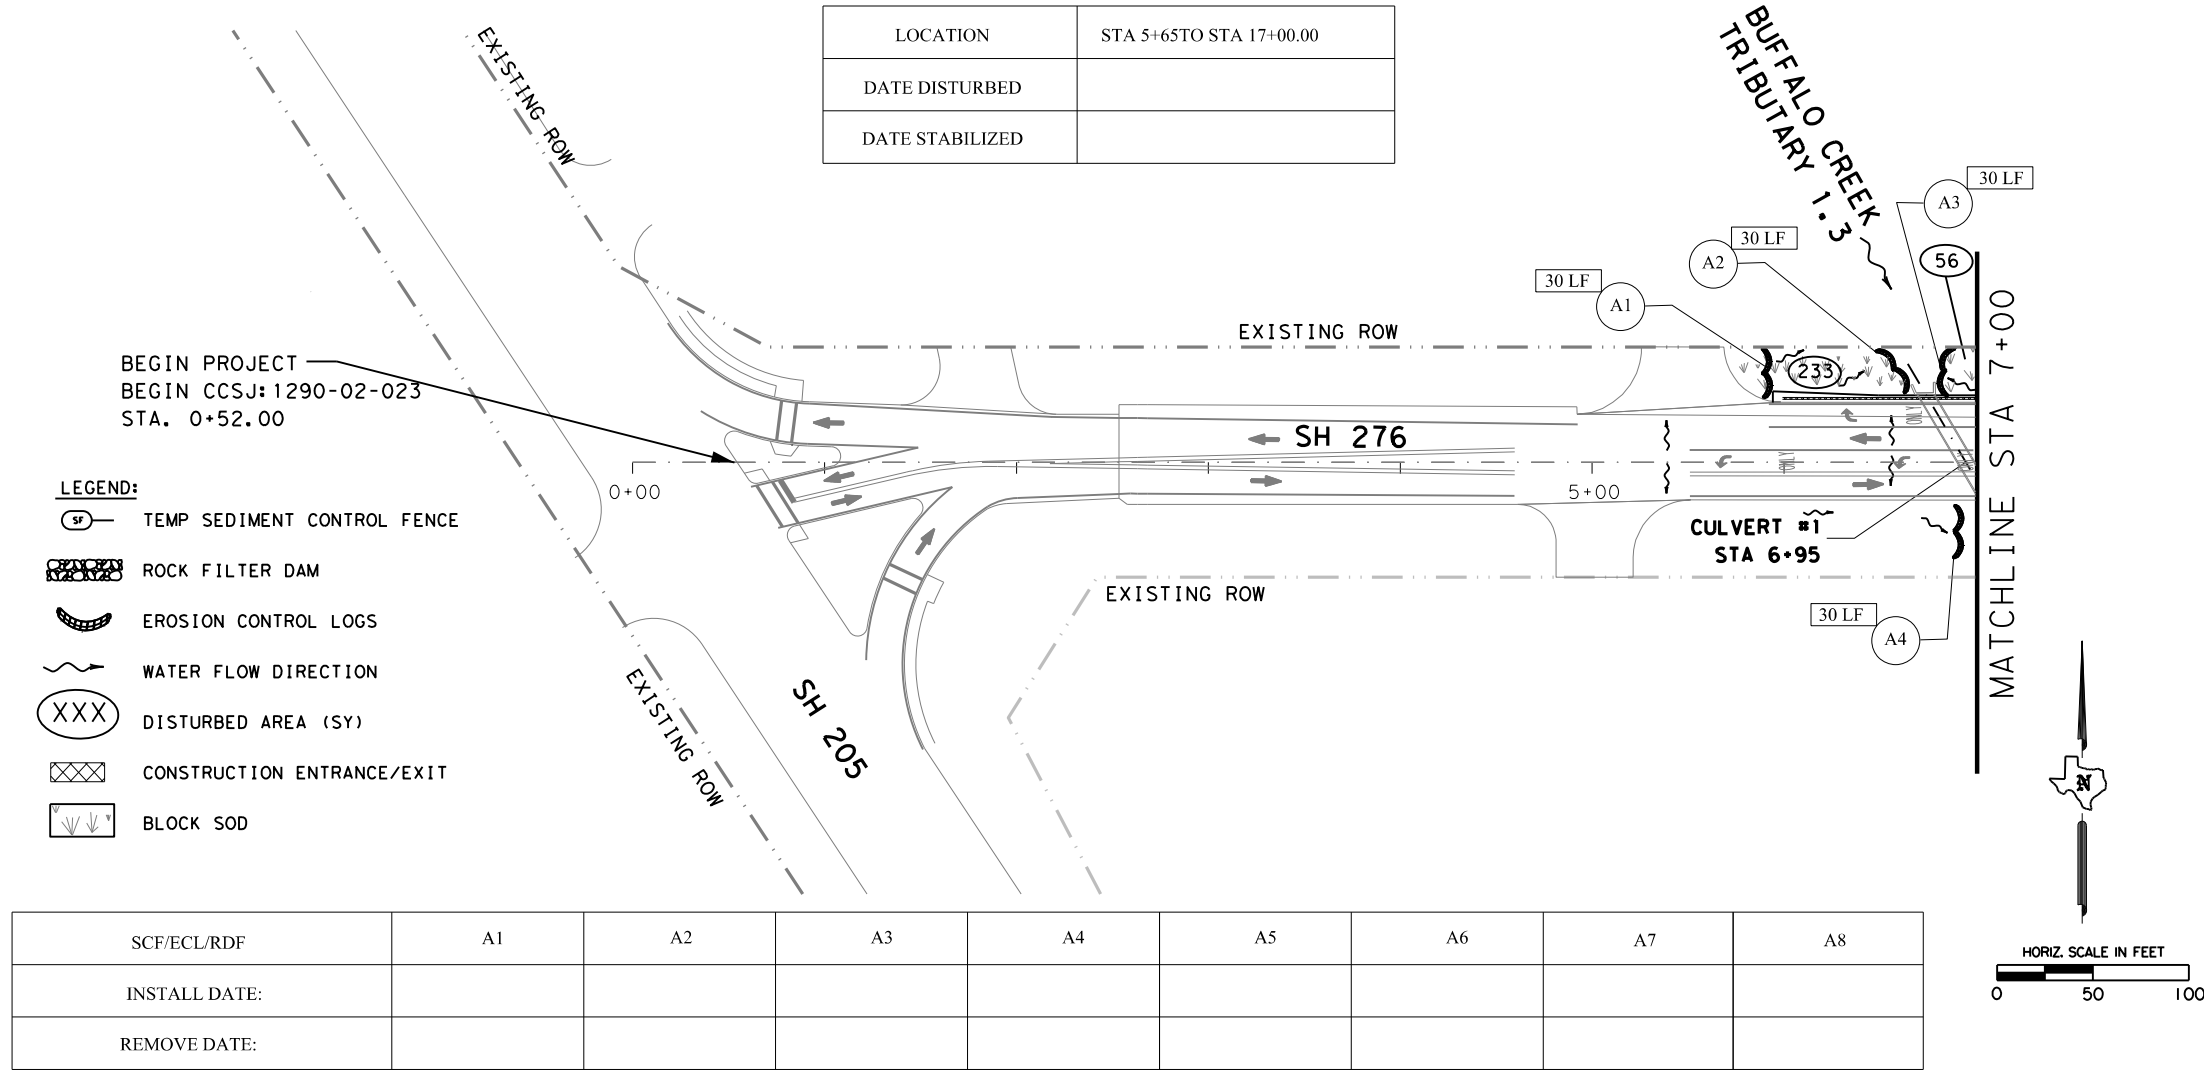 LOCATION STA 5+65TO STA 17+00.00
DATE DISTURBED
DATE STABILIZED
EXISTING ROW
BUFFALO CREEK
TRIBUTARY 1.3
30 LF
A3
30 LF
A2
56
30 LF
A1
EXISTING ROW
233
BEGIN PROJECT
BEGIN CCSJ:1290-02-023
STA. 0+52.00
SH 276
ONLY
ONLY
0+00
5+00
MATCHLINE STA 7+00
CULVERT #1
STA 6+95
EXISTING ROW
30 LF
A4
LEGEND:
SF TEMP SEDIMENT CONTROL FENCE
ROCK FILTER DAM
EROSION CONTROL LOGS
WATER FLOW DIRECTION
XXX DISTURBED AREA (SY)
CONSTRUCTION ENTRANCE/EXIT
BLOCK SOD
EXISTING ROW
SH 205
N
SCF/ECL/RDF A1 A2 A3 A4 A5 A6 A7 A8
INSTALL DATE:
REMOVE DATE:
HORIZ. SCALE IN FEET
0 50 100